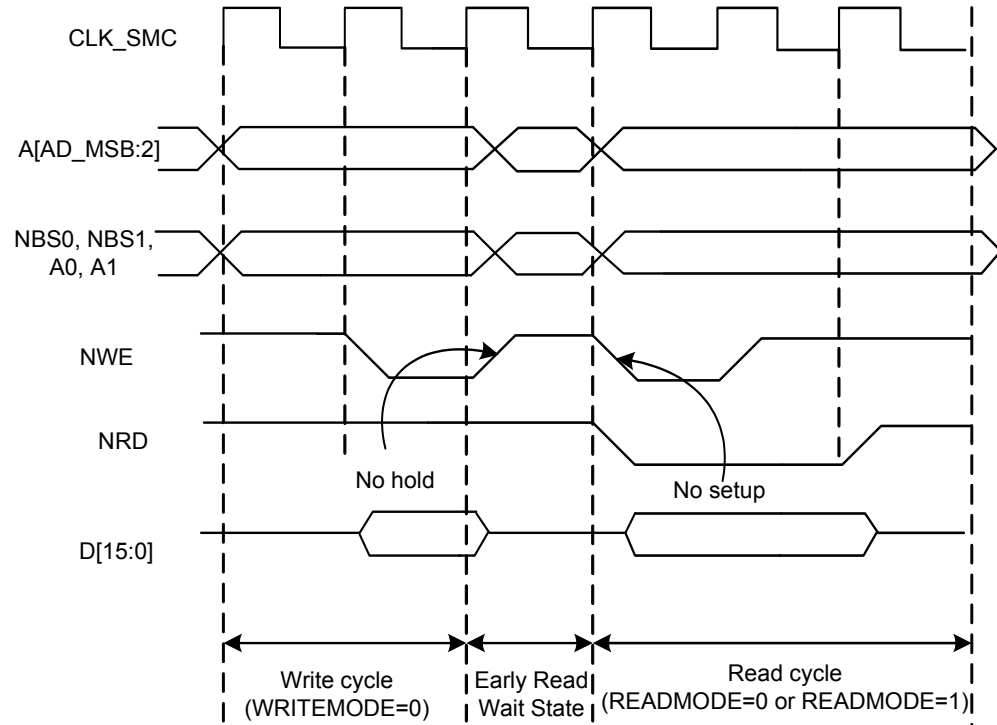 CLK_SMC
A[AD_MSB:2]
NBS0, NBS1,
A0, A1
NWE
NRD
No hold
No setup
D[15:0]
Write cycle
(WRITEMODE=0)
Early Read
Wait State
Read cycle
(READMODE=0 or READMODE=1)